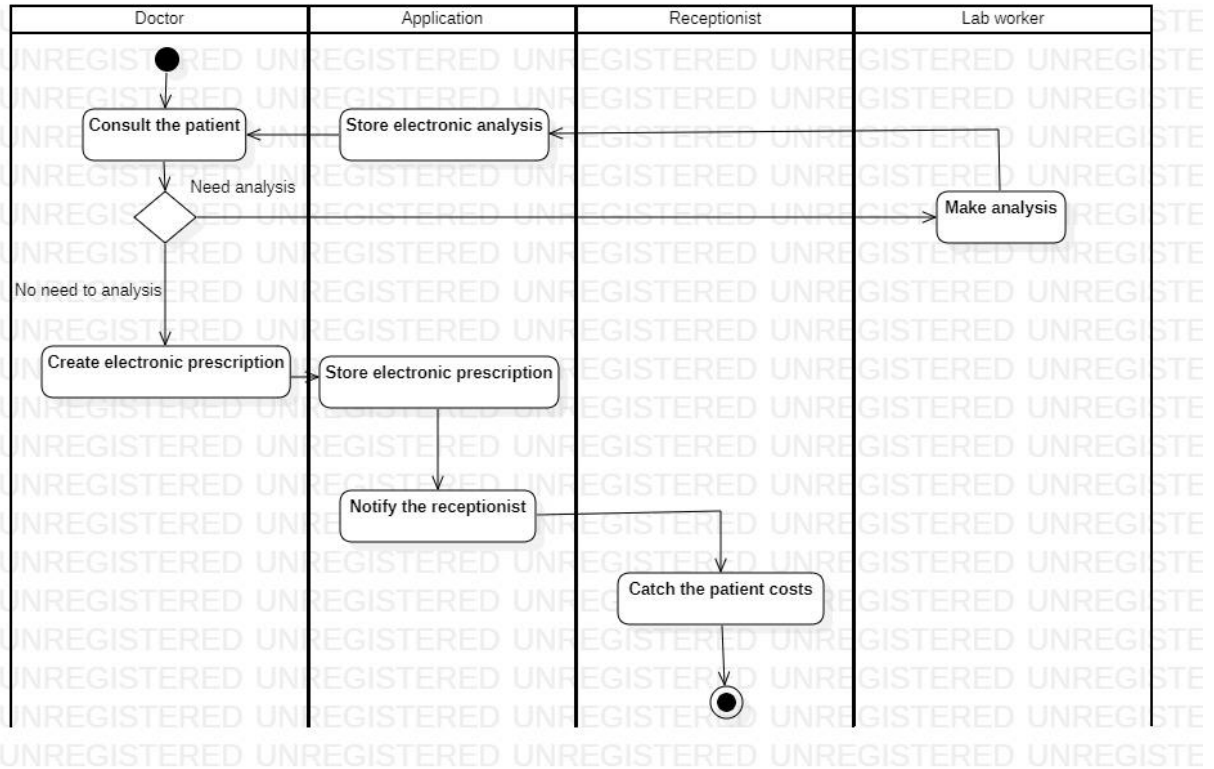 Doctor
Application
Receptionist
Lab worker
Consult the patient
Store electronic analysis
Need analysis
Make analysis
No need to analysis
Create electronic prescription
Store electronic prescription
Notify the receptionist
Catch the patient costs
UNREGISTERED UNREGISTERED UNREGISTERED UNREGISTERED UNREGISTE